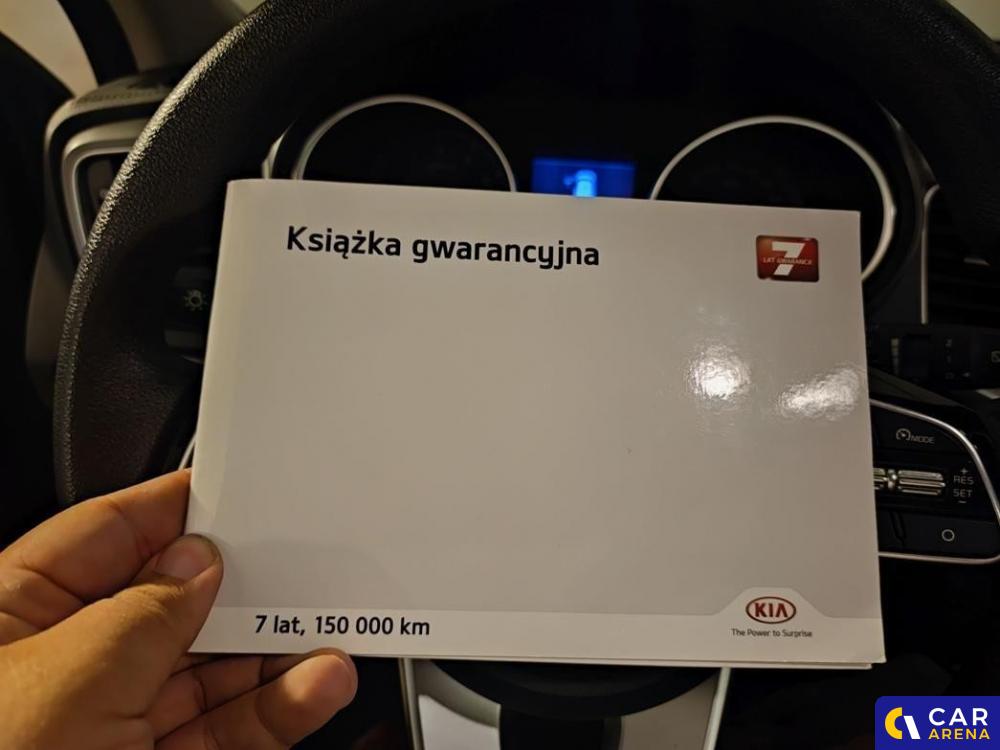 Książka gwarancyjna
7
LAT GWARANCJI
MODE
+
RES
SET
-
7 lat, 150 000 km
KIA
The Power to Surprise
CAR
ARENA